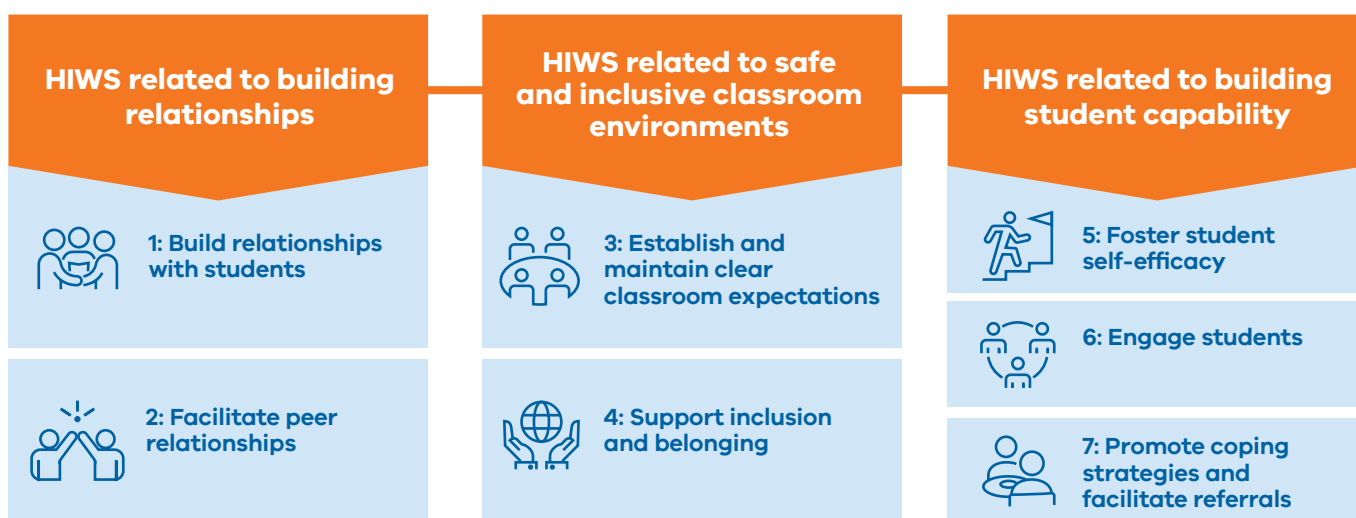 HIWS related to building
relationships
1: Build relationships
with students
2: Facilitate peer
relationships
HIWS related to safe
and inclusive classroom
environments
3: Establish and
maintain clear
classroom expectations
4: Support inclusion
and belonging
HIWS related to building
student capability
5: Foster student
self-efficacy
6: Engage students
7: Promote coping
strategies and
facilitate referrals